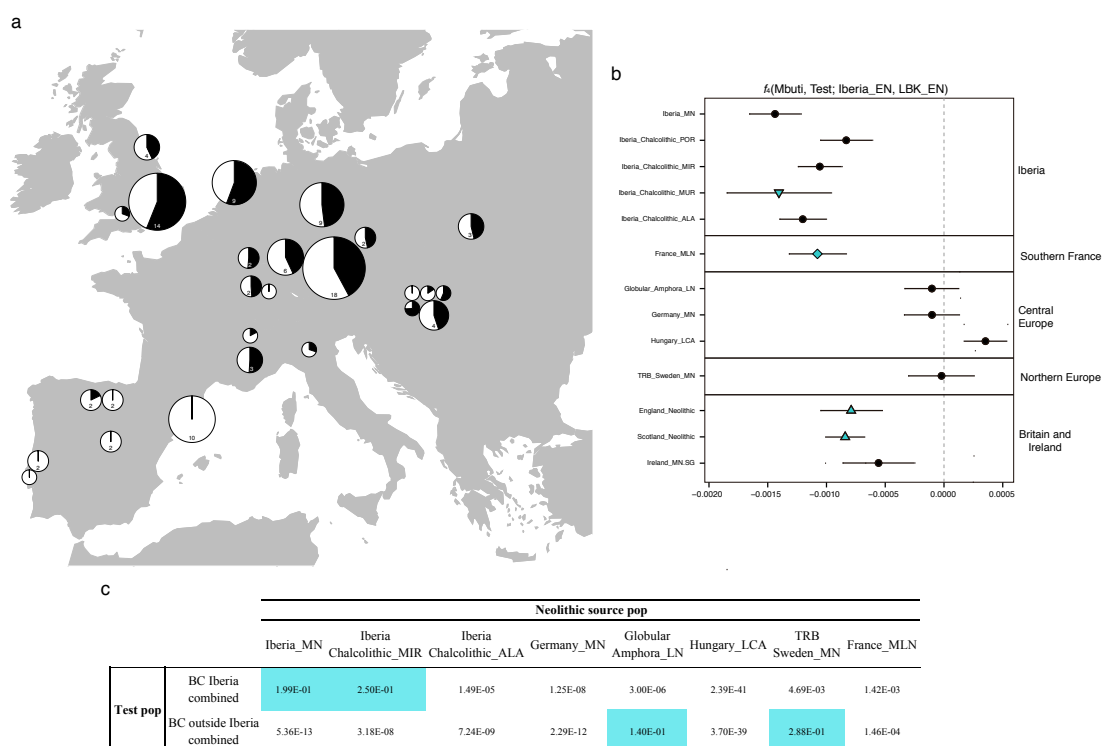 a
4
14
9
9
2
3
2
6
2
18
4
3
2
2
10
2
2
b
f4(Mbuti, Test; Iberia_EN, LBK_EN)
Iberia_MN
Iberia_Chalcolithic_POR
Iberia_Chalcolithic_MIR
Iberia_Chalcolithic_MUR
Iberia_Chalcolithic_ALA
Iberia
France_MLN
Southern France
Globular_Amphora_LN
Germany_MN
Hungary_LCA
Central
Europe
TRB_Sweden_MN
Northern Europe
England_Neolithic
Scotland_Neolithic
Ireland_MN.SG
Britain and
Ireland
−0.0020 −0.0015 −0.0010 −0.0005 0.0000 0.0005
c
Neolithic source pop
Iberia_MN Iberia Chalcolithic_MIR Iberia Chalcolithic_ALA Germany_MN Globular Amphora_LN Hungary_LCA TRB Sweden_MN France_MLN
Test pop
BC Iberia combined 1.99E-01 2.50E-01 1.49E-05 1.25E-08 3.00E-06 2.39E-41 4.69E-03 1.42E-03
BC outside Iberia combined 5.36E-13 3.18E-08 7.24E-09 2.29E-12 1.40E-01 3.70E-39 2.88E-01 1.46E-04